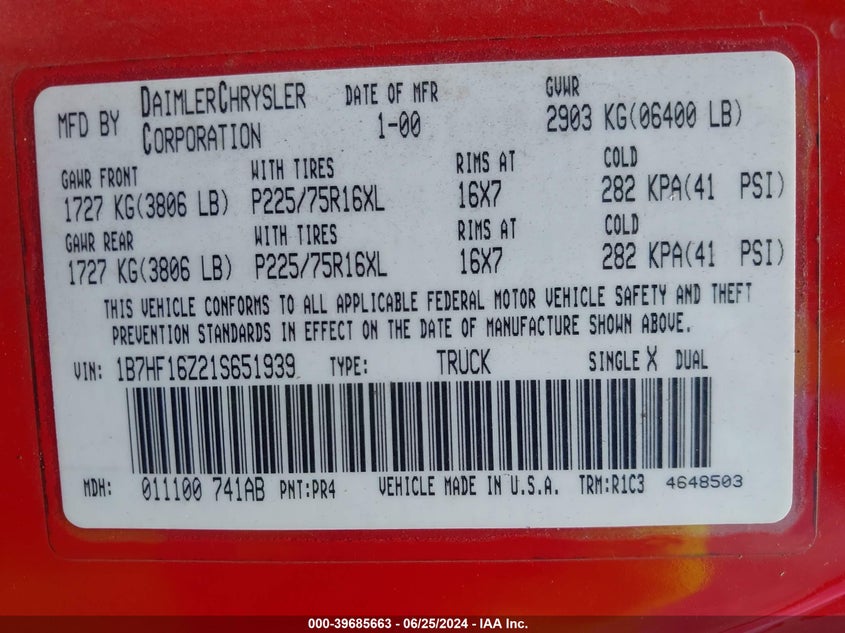 MFD BY DAIMLERCHRYSLER CORPORATION DATE OF MFR 1-00 GVWR 2903 KG(06400 LB)
GAWR FRONT WITH TIRES RIMS AT COLD
1727 KG(3806 LB) P225/75R16XL 16X7 282 KPA(41 PSI)
GAWR REAR WITH TIRES RIMS AT COLD
1727 KG(3806 LB) P225/75R16XL 16X7 282 KPA(41 PSI)
THIS VEHICLE CONFORMS TO ALL APPLICABLE FEDERAL MOTOR VEHICLE SAFETY AND THEFT
PREVENTION STANDARDS IN EFFECT ON THE DATE OF MANUFACTURE SHOWN ABOVE.
VIN: 1B7HF16Z21S651939 TYPE: TRUCK SINGLE X DUAL
MDH: 011100 741AB PNT:PR4 VEHICLE MADE IN U.S.A. TRM:R1C3 4648503
000-39685663 - 06/25/2024 - IAA Inc.